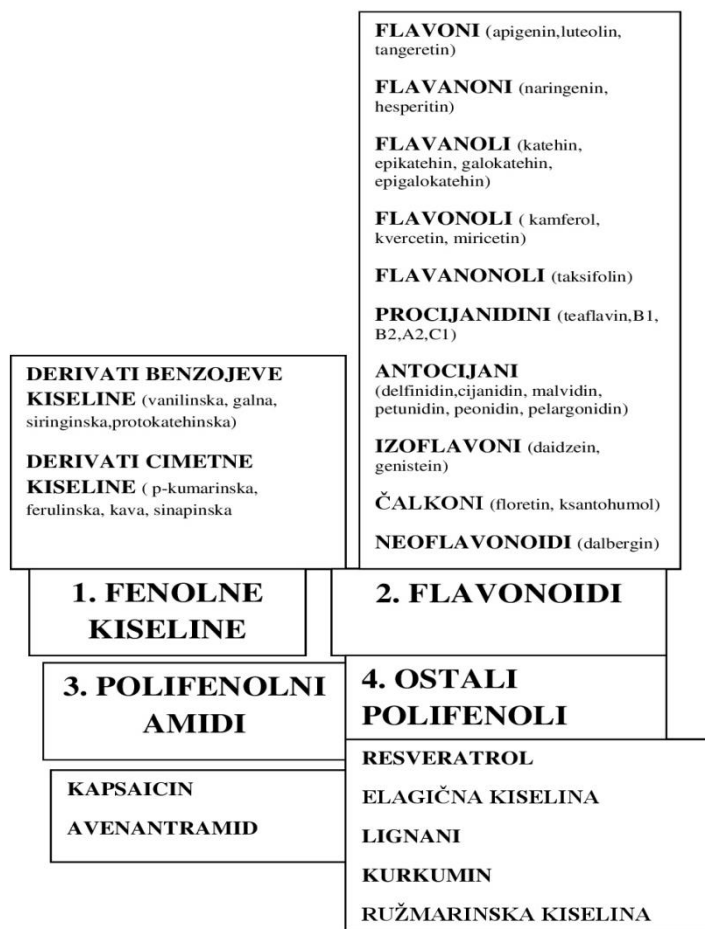 FLAVONI (apigenin,luteolin,
tangeretin)
FLAVANONI (naringenin,
hesperitin)
FLAVANOLI (katehin,
epikatehin, galokatehin,
epigalokatehin)
FLAVONOLI ( kamferol,
kvercetin, miricetin)
FLAVANONOLI (taksifolin)
PROCIJANIDINI (teaflavin,B1,
B2,A2,C1)
ANTOCIJANI
(delfinidin,cijanidin, malvidin,
petunidin, peonidin, pelargonidin)
IZOFLAVONI (daidzein,
genistein)
ČALKONI (floretin, ksantohumol)
NEOFLAVONOIDI (dalbergin)
DERIVATI BENZOJEVE
KISELINE (vanilinska, galna,
siringinska,protokatehinska)
DERIVATI CIMETNE
KISELINE ( p-kumarinska,
ferulinska, kava, sinapinska
1. FENOLNE
KISELINE
2. FLAVONOIDI
3. POLIFENOLNI
AMIDI
4. OSTALI
POLIFENOLI
KAPSAICIN
AVENANTRAMID
RESVERATROL
ELAGIČNA KISELINA
LIGNANI
KURKUMIN
RUŽMARINSKA KISELINA